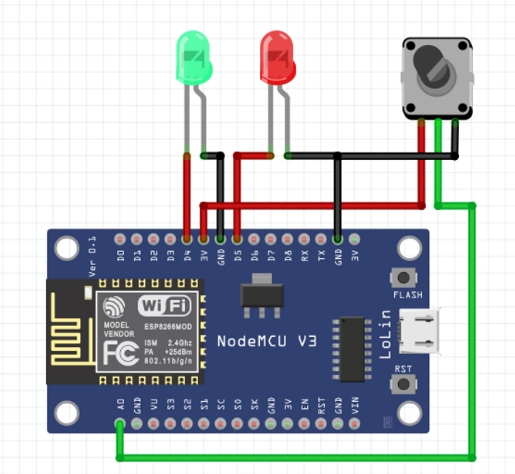 Ver 0.1
D0 D1 D2 D3 D4 3V GND D5 D6 D7 D8 RX TX GND 3V
FLASH
WiFi
MODEL ESP8266MOD
VENDOR
FC ISM 2.4Ghz
PA +25dBm
802.11b/g/n
NodeMCU V3
LoLin
RST
A0 GND VU S3 S2 S1 SC SO SK GND 3V EN RST GND VIN